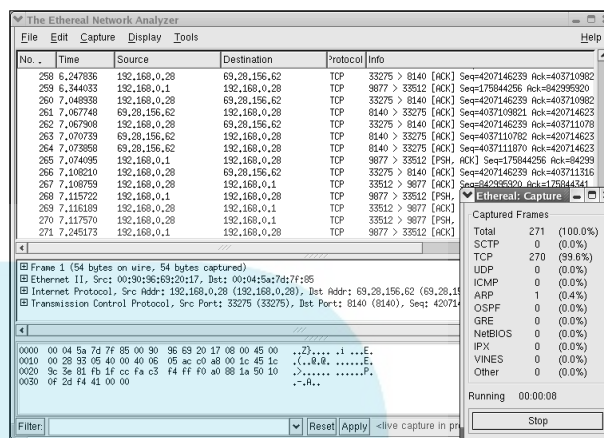 The Ethereal Network Analyzer
File Edit Capture Display Tools Help
No. . Time Source Destination Protocol Info
258 6.247836 192.168.0.28 69.28.156.62 TCP 33275 > 8140 [ACK] Seq=4207146239 Ack=403710982
259 6.344033 192.168.0.1 192.168.0.28 TCP 9877 > 33512 [ACK] Seq=175844256 Ack=842995920
260 7.048938 192.168.0.28 69.28.156.62 TCP 33275 > 8140 [ACK] Seq=4207146239 Ack=403710982
261 7.067748 69.28.156.62 192.168.0.28 TCP 8140 > 33275 [ACK] Seq=4037109821 Ack=420714623
262 7.067908 192.168.0.28 69.28.156.62 TCP 33275 > 8140 [ACK] Seq=4207146239 Ack=403711078
263 7.070739 69.28.156.62 192.168.0.28 TCP 8140 > 33275 [ACK] Seq=4037110782 Ack=420714623
264 7.073858 69.28.156.62 192.168.0.28 TCP 8140 > 33275 [ACK] Seq=4037111870 Ack=420714623
265 7.074095 192.168.0.1 192.168.0.28 TCP 9877 > 33512 [PSH, ACK] Seq=175844256 Ack=84299
266 7.108210 192.168.0.28 69.28.156.62 TCP 33275 > 8140 [ACK] Seq=4207146239 Ack=403711316
267 7.108759 192.168.0.28 192.168.0.1 TCP 33512 > 9877 [ACK] Seq=842995920 Ack=175844341
268 7.115722 192.168.0.1 192.168.0.28 TCP 9877 > 33512 [PSH,
269 7.116189 192.168.0.28 192.168.0.1 TCP 33512 > 9877 [ACK]
270 7.117570 192.168.0.28 192.168.0.1 TCP 33512 > 9877 [PSH,
271 7.245173 192.168.0.1 192.168.0.28 TCP 9877 > 33512 [ACK]
Frame 1 (54 bytes on wire, 54 bytes captured)
Ethernet II, Src: 00:90:96:69:20:17, Dst: 00:04:5a:7d:7f:85
Internet Protocol, Src Addr: 192.168.0.28 (192.168.0.28), Dst Addr: 69.28.156.62 (69.28.15
Transmission Control Protocol, Src Port: 33275 (33275), Dst Port: 8140 (8140), Seq: 420714
0000 00 04 5a 7d 7f 85 00 90 96 69 20 17 08 00 45 00 ..Z}.... .i ...E.
0010 00 28 93 05 40 00 40 06 05 ac c0 a8 00 1c 45 1c .(..@.@. ......E.
0020 9c 3e 81 fb 1f cc fa c3 f4 ff f0 a0 88 1a 50 10 .>...... ......P.
0030 0f 2d f4 41 00 00 .-.A..
Filter: Reset Apply <live capture in pr
Ethereal: Capture
Captured Frames
Total 271 (100.0%)
SCTP 0 (0.0%)
TCP 270 (99.6%)
UDP 0 (0.0%)
ICMP 0 (0.0%)
ARP 1 (0.4%)
OSPF 0 (0.0%)
GRE 0 (0.0%)
NetBIOS 0 (0.0%)
IPX 0 (0.0%)
VINES 0 (0.0%)
Other 0 (0.0%)
Running 00:00:08
Stop